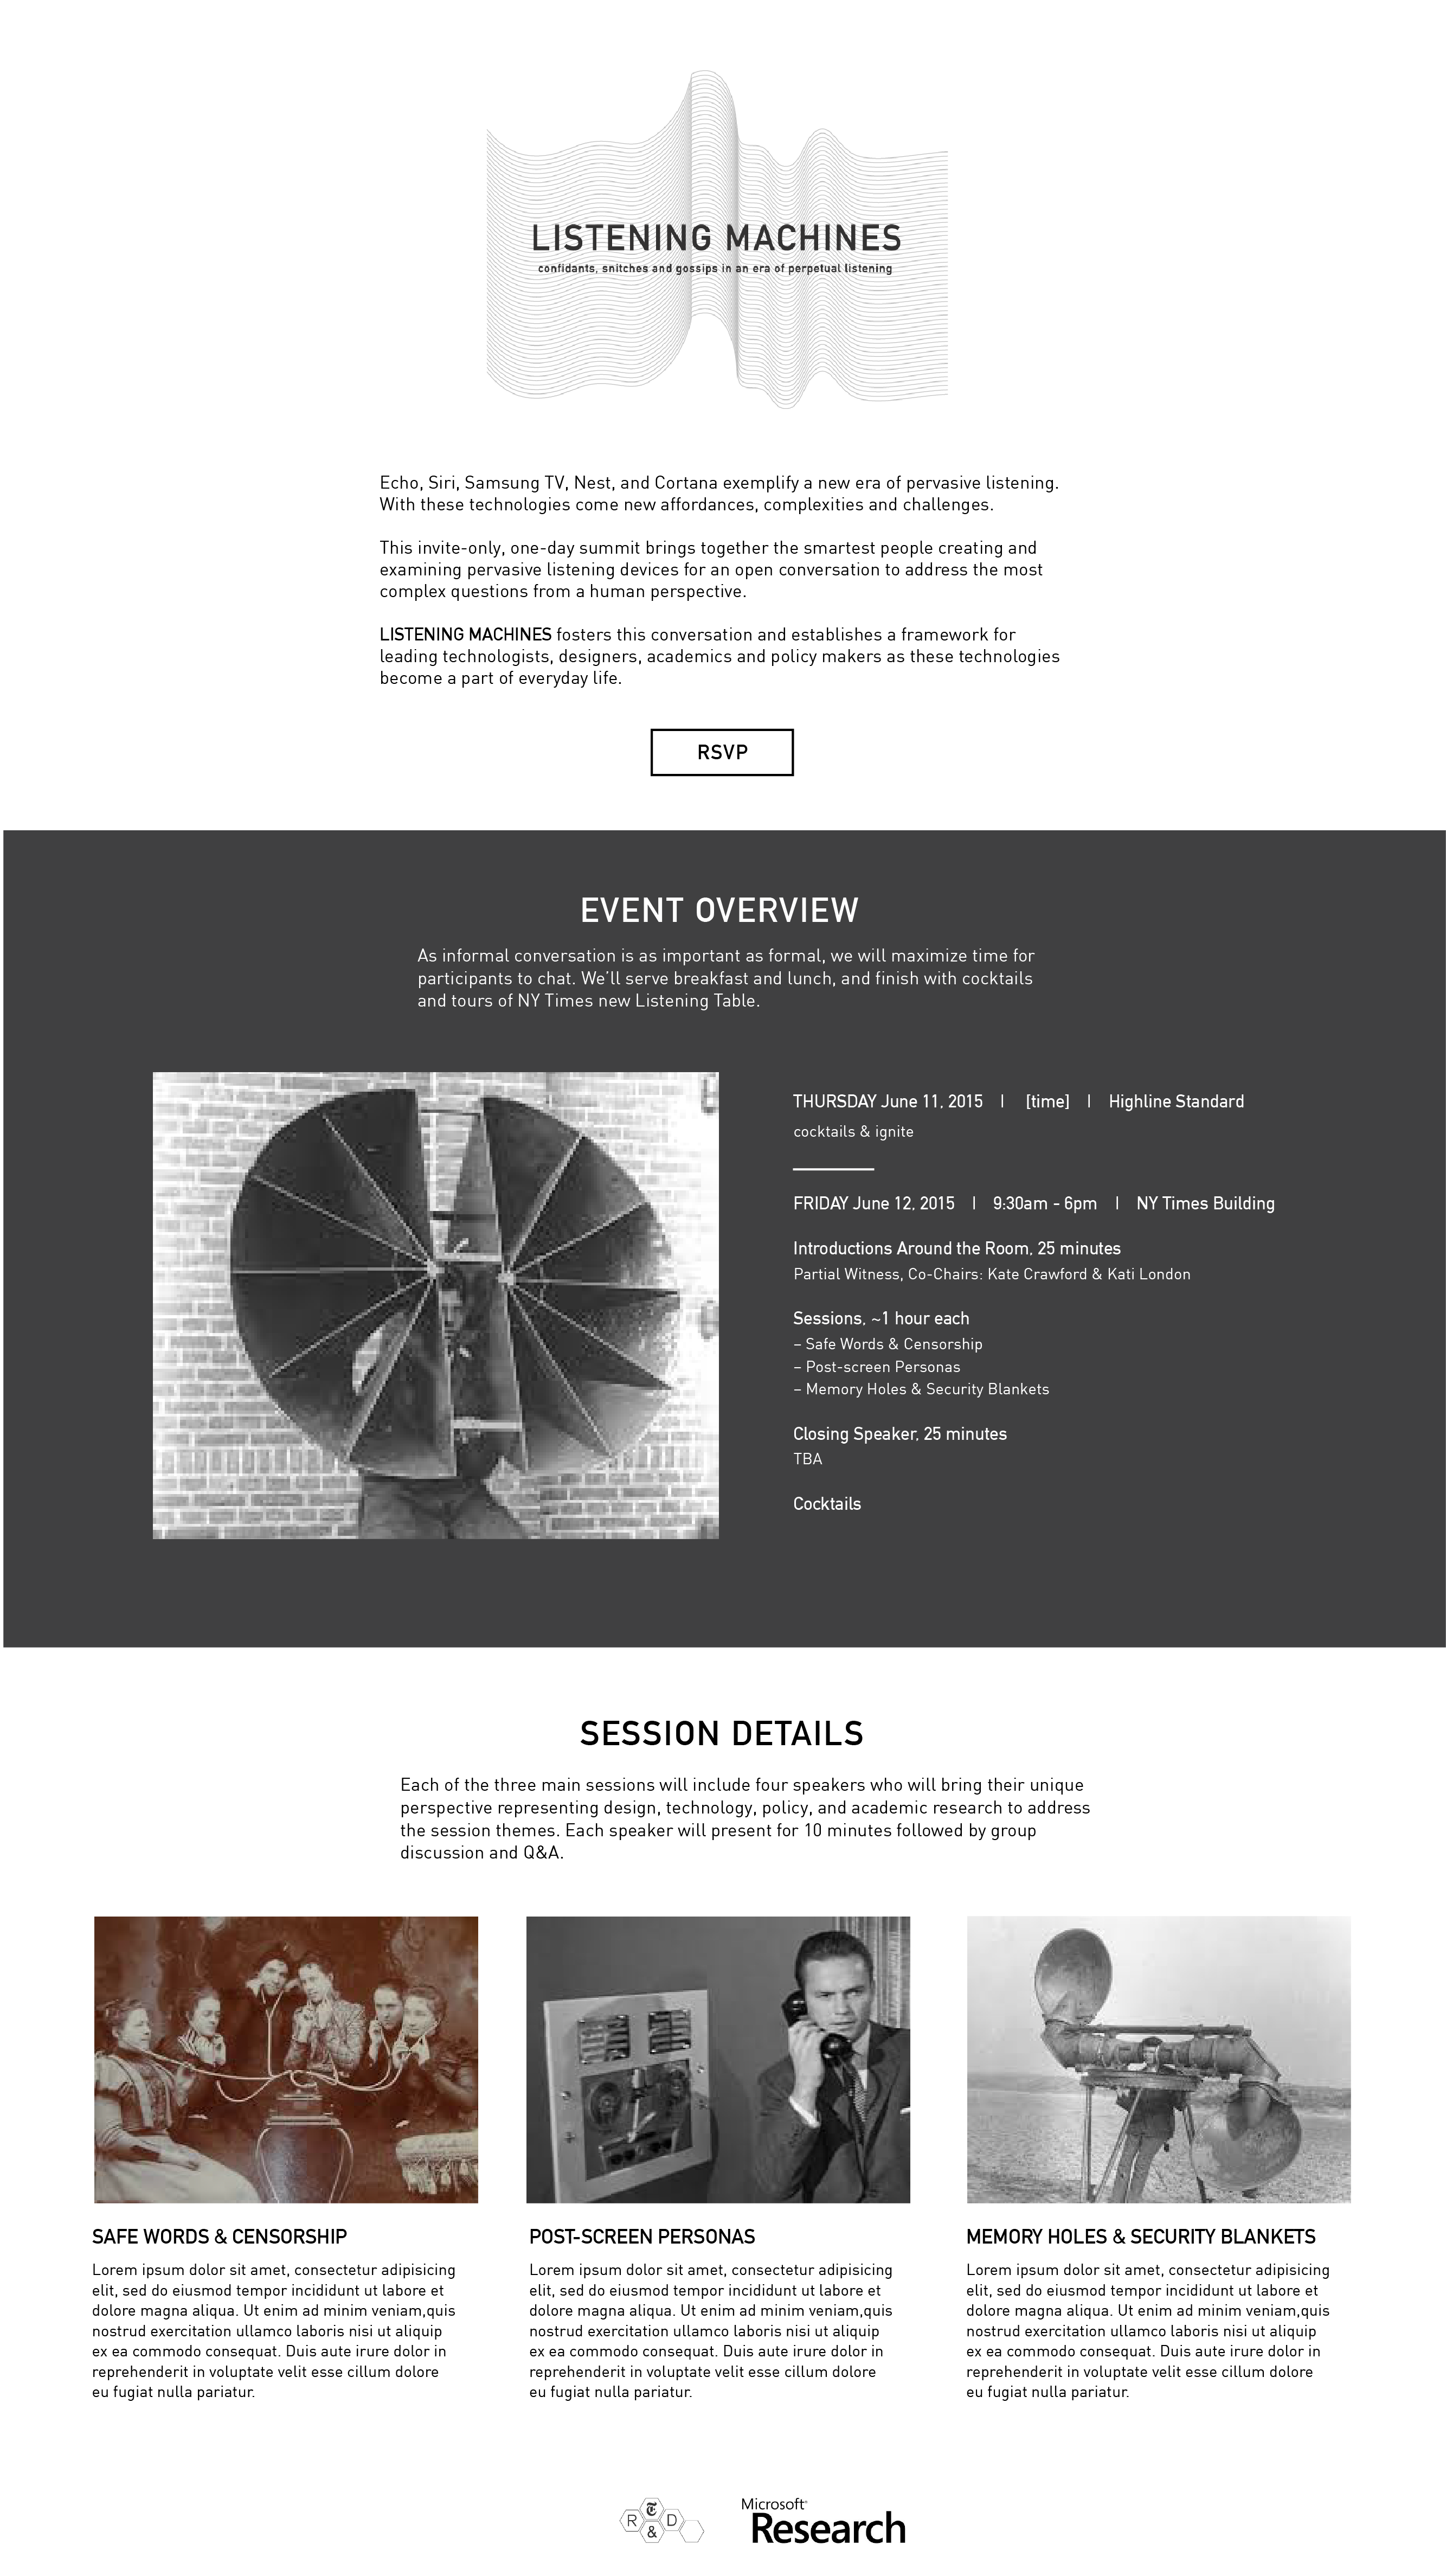 LISTENING MACHINES
confidants, snitches and gossips in an era of perpetual listening
Echo, Siri, Samsung TV, Nest, and Cortana exemplify a new era of pervasive listening.
With these technologies come new affordances, complexities and challenges.
This invite-only, one-day summit brings together the smartest people creating and
examining pervasive listening devices for an open conversation to address the most
complex questions from a human perspective.
LISTENING MACHINES fosters this conversation and establishes a framework for
leading technologists, designers, academics and policy makers as these technologies
become a part of everyday life.
RSVP
EVENT OVERVIEW
As informal conversation is as important as formal, we will maximize time for
participants to chat. We’ll serve breakfast and lunch, and finish with cocktails
and tours of NY Times new Listening Table.
THURSDAY June 11, 2015 | [time] | Highline Standard
cocktails & ignite
FRIDAY June 12, 2015 | 9:30am - 6pm | NY Times Building
Introductions Around the Room, 25 minutes
Partial Witness, Co-Chairs: Kate Crawford & Kati London
Sessions, ~1 hour each
– Safe Words & Censorship
– Post-screen Personas
– Memory Holes & Security Blankets
Closing Speaker, 25 minutes
TBA
Cocktails
SESSION DETAILS
Each of the three main sessions will include four speakers who will bring their unique
perspective representing design, technology, policy, and academic research to address
the session themes. Each speaker will present for 10 minutes followed by group
discussion and Q&A.
SAFE WORDS & CENSORSHIP
Lorem ipsum dolor sit amet, consectetur adipisicing
elit, sed do eiusmod tempor incididunt ut labore et
dolore magna aliqua. Ut enim ad minim veniam,quis
nostrud exercitation ullamco laboris nisi ut aliquip
ex ea commodo consequat. Duis aute irure dolor in
reprehenderit in voluptate velit esse cillum dolore
eu fugiat nulla pariatur.
POST-SCREEN PERSONAS
Lorem ipsum dolor sit amet, consectetur adipisicing
elit, sed do eiusmod tempor incididunt ut labore et
dolore magna aliqua. Ut enim ad minim veniam,quis
nostrud exercitation ullamco laboris nisi ut aliquip
ex ea commodo consequat. Duis aute irure dolor in
reprehenderit in voluptate velit esse cillum dolore
eu fugiat nulla pariatur.
MEMORY HOLES & SECURITY BLANKETS
Lorem ipsum dolor sit amet, consectetur adipisicing
elit, sed do eiusmod tempor incididunt ut labore et
dolore magna aliqua. Ut enim ad minim veniam,quis
nostrud exercitation ullamco laboris nisi ut aliquip
ex ea commodo consequat. Duis aute irure dolor in
reprehenderit in voluptate velit esse cillum dolore
eu fugiat nulla pariatur.
T
R D
&
Microsoft®
Research